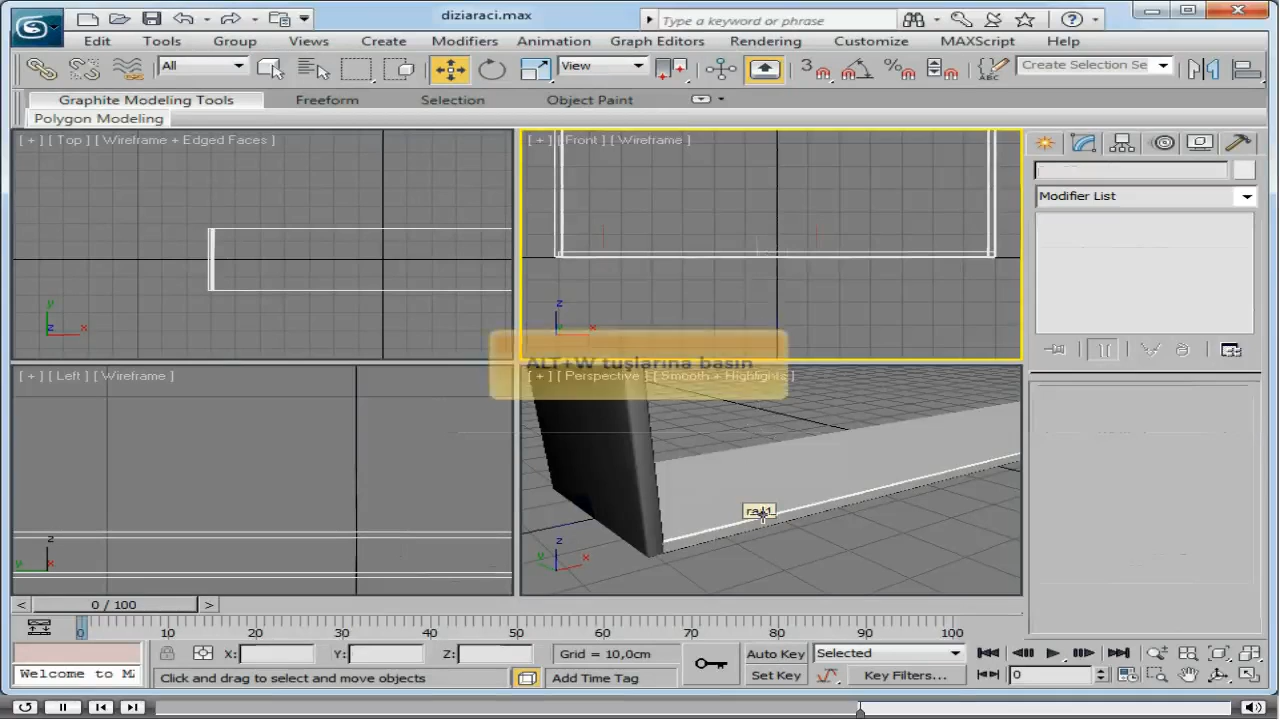 diziaraci.max
Type a keyword or phrase
Edit Tools Group Views Create Modifiers Animation Graph Editors Rendering Customize MAXScript Help
All View 3 % ABC Create Selection Se
Graphite Modeling Tools Freeform Selection Object Paint
Polygon Modeling
[ + ] [ Top ] [ Wireframe + Edged Faces ]
[ + ] [ Front ] [ Wireframe ]
Modifier List
y
z x
z
x
ALT+W tuşlarına basın
[ + ] [ Left ] [ Wireframe ]
[ + ] [ Perspective ] [ Smooth + Highlights ]
z
y
z
y x
< 0 / 100 >
0 10 20 30 40 50 60 70 80 90 100
X: Y: Z: Grid = 10,0cm Auto Key Selected
Welcome to MA Click and drag to select and move objects Add Time Tag Set Key Key Filters... 0